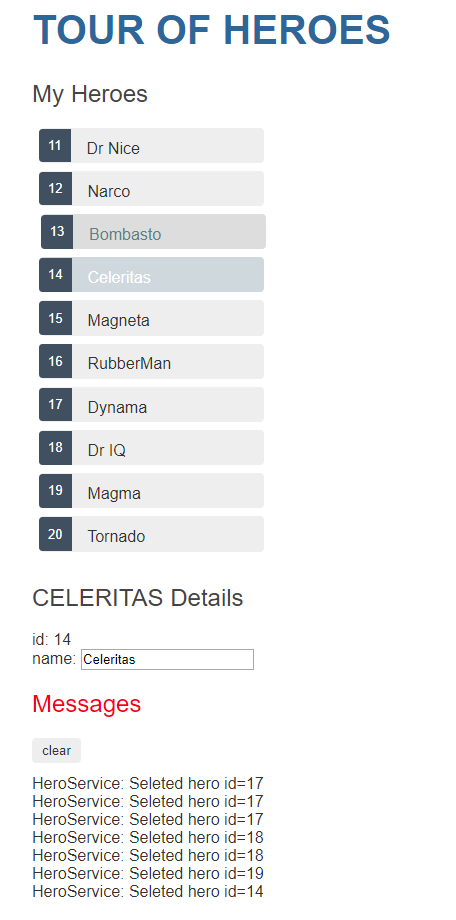 TOUR OF HEROES
My Heroes
11 Dr Nice
12 Narco
13 Bombasto
14 Celeritas
15 Magneta
16 RubberMan
17 Dynama
18 Dr IQ
19 Magma
20 Tornado
CELERITAS Details
id: 14
name: Celeritas
Messages
clear
HeroService: Seleted hero id=17
HeroService: Seleted hero id=17
HeroService: Seleted hero id=17
HeroService: Seleted hero id=18
HeroService: Seleted hero id=18
HeroService: Seleted hero id=19
HeroService: Seleted hero id=14